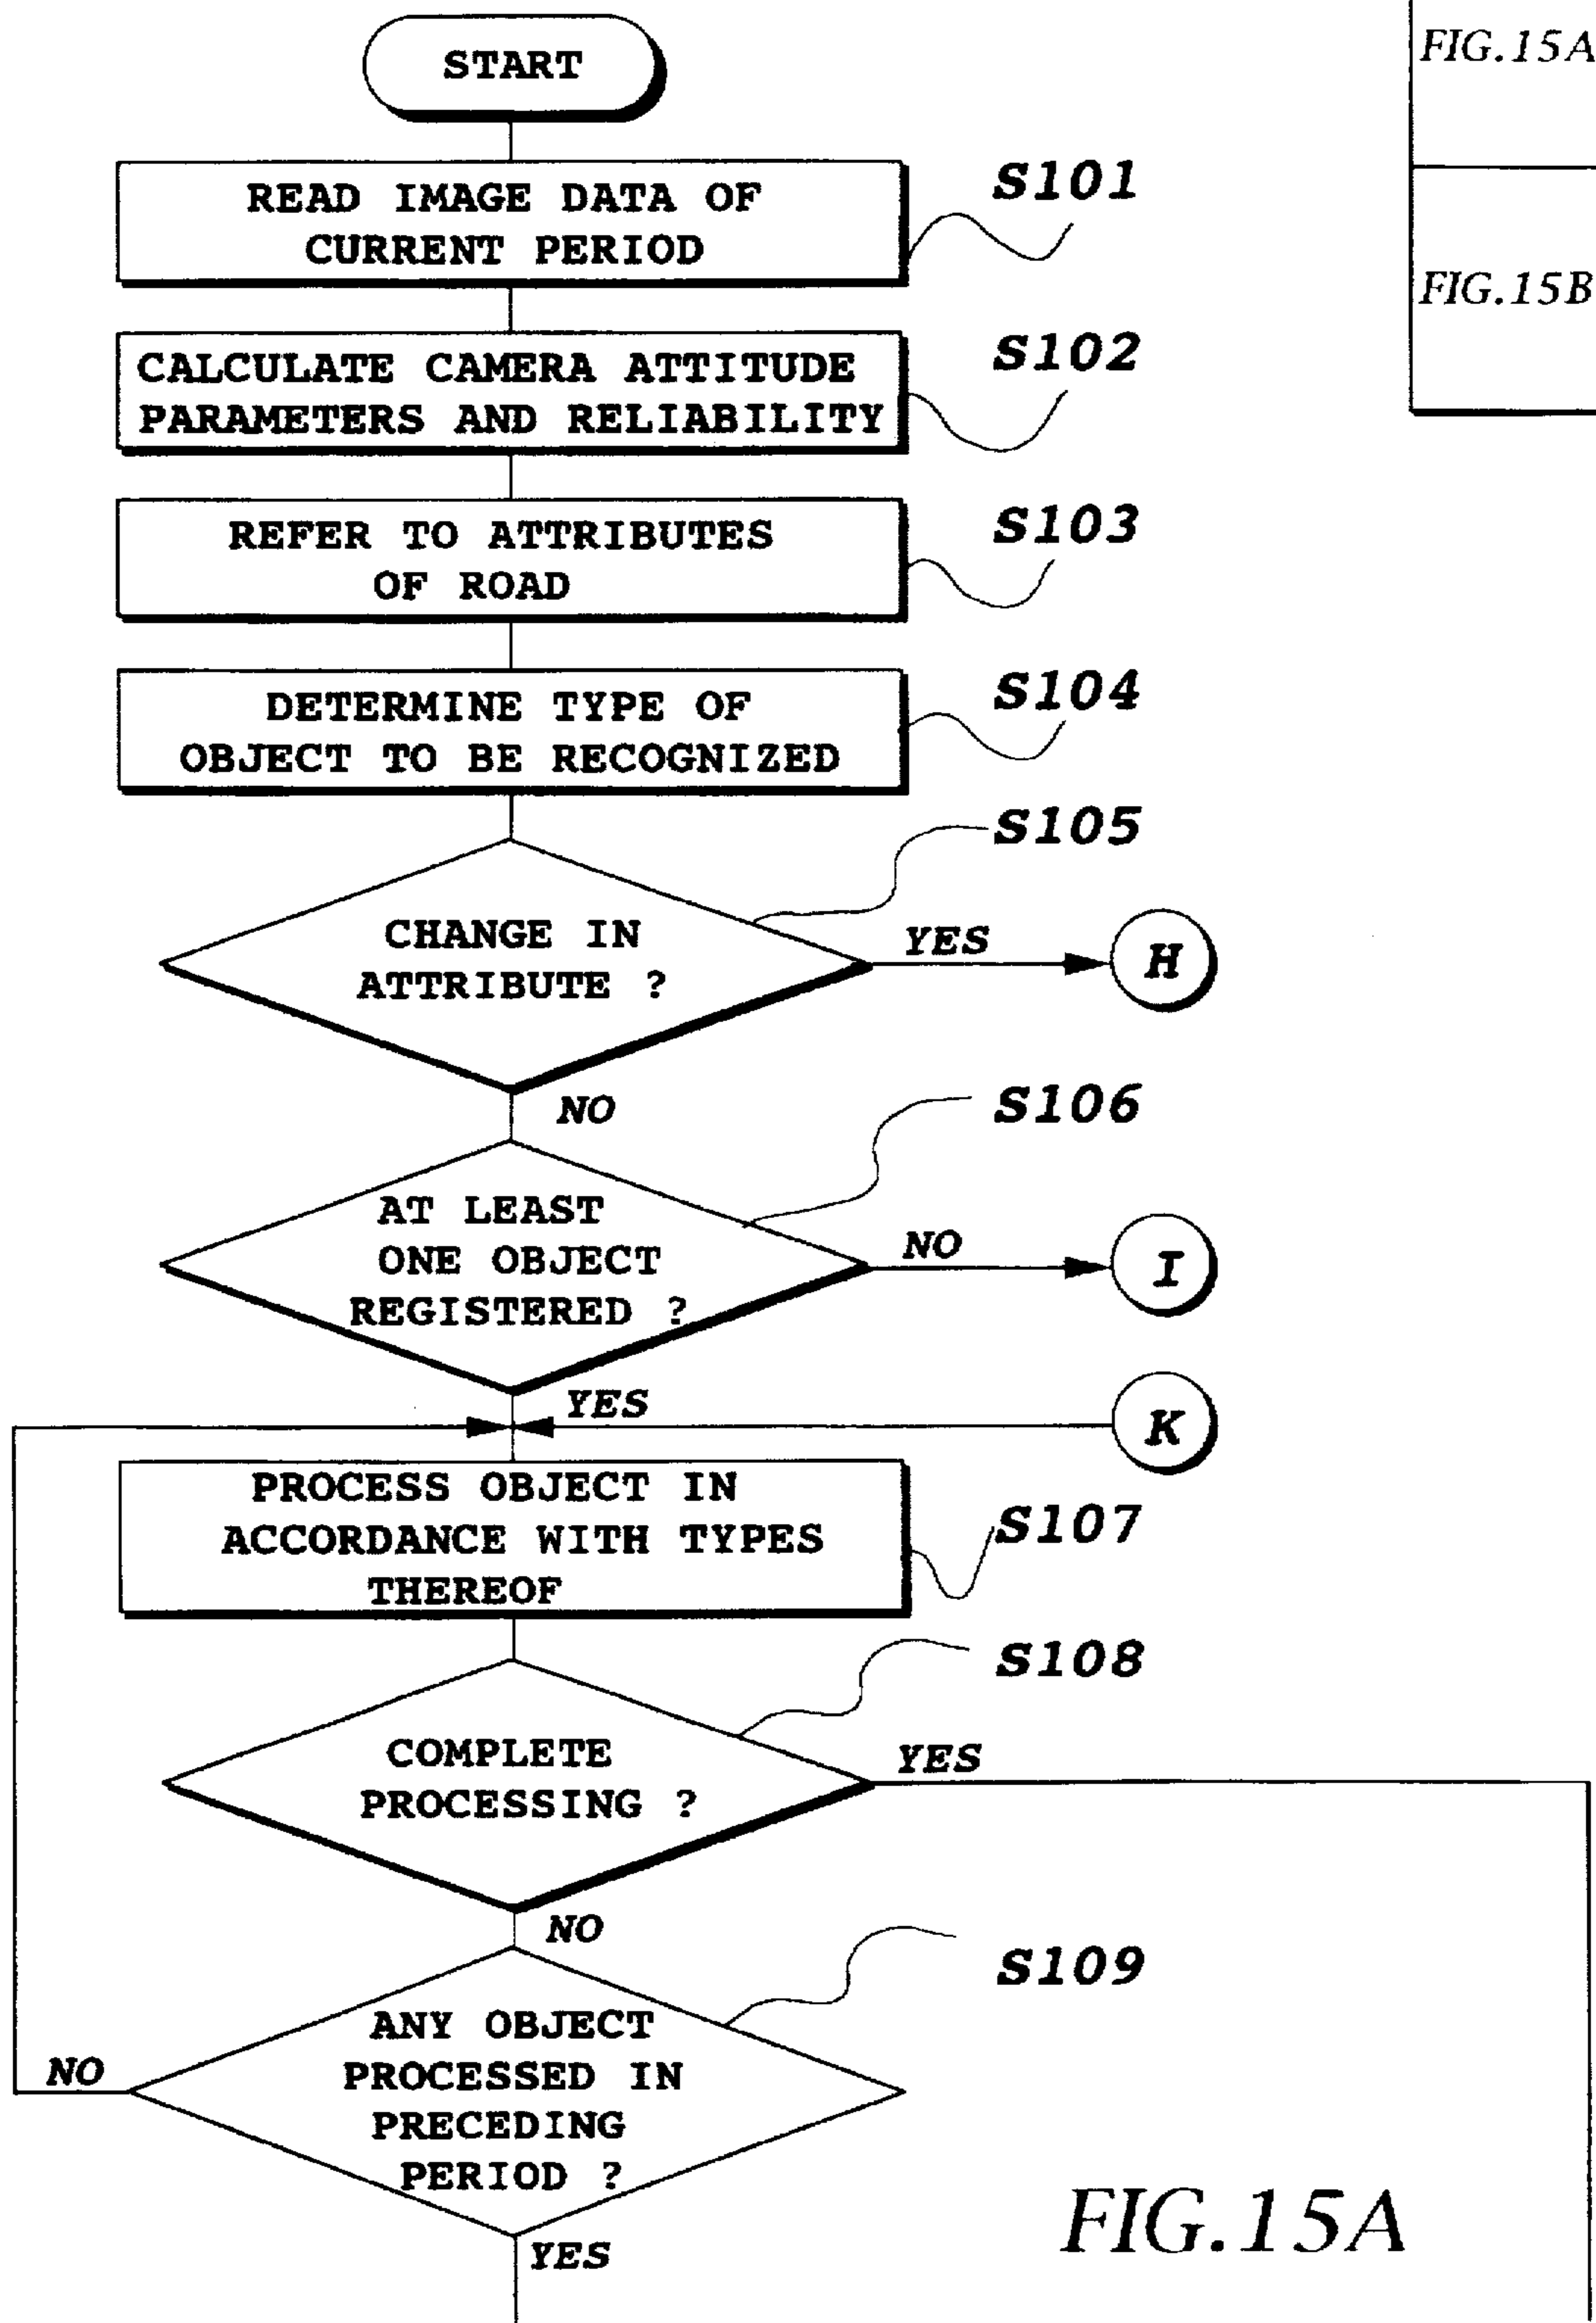 START
FIG.15A
READ IMAGE DATA OF
CURRENT PERIOD
S101
FIG.15B
CALCULATE CAMERA ATTITUDE
PARAMETERS AND RELIABILITY
S102
REFER TO ATTRIBUTES
OF ROAD
S103
DETERMINE TYPE OF
OBJECT TO BE RECOGNIZED
S104
S105
CHANGE IN
ATTRIBUTE ?
YES
H
NO
S106
AT LEAST
ONE OBJECT
REGISTERED ?
NO
I
YES
K
PROCESS OBJECT IN
ACCORDANCE WITH TYPES
THEREOF
S107
S108
COMPLETE
PROCESSING ?
YES
NO
S109
ANY OBJECT
PROCESSED IN
PRECEDING
PERIOD ?
NO
YES
FIG.15A